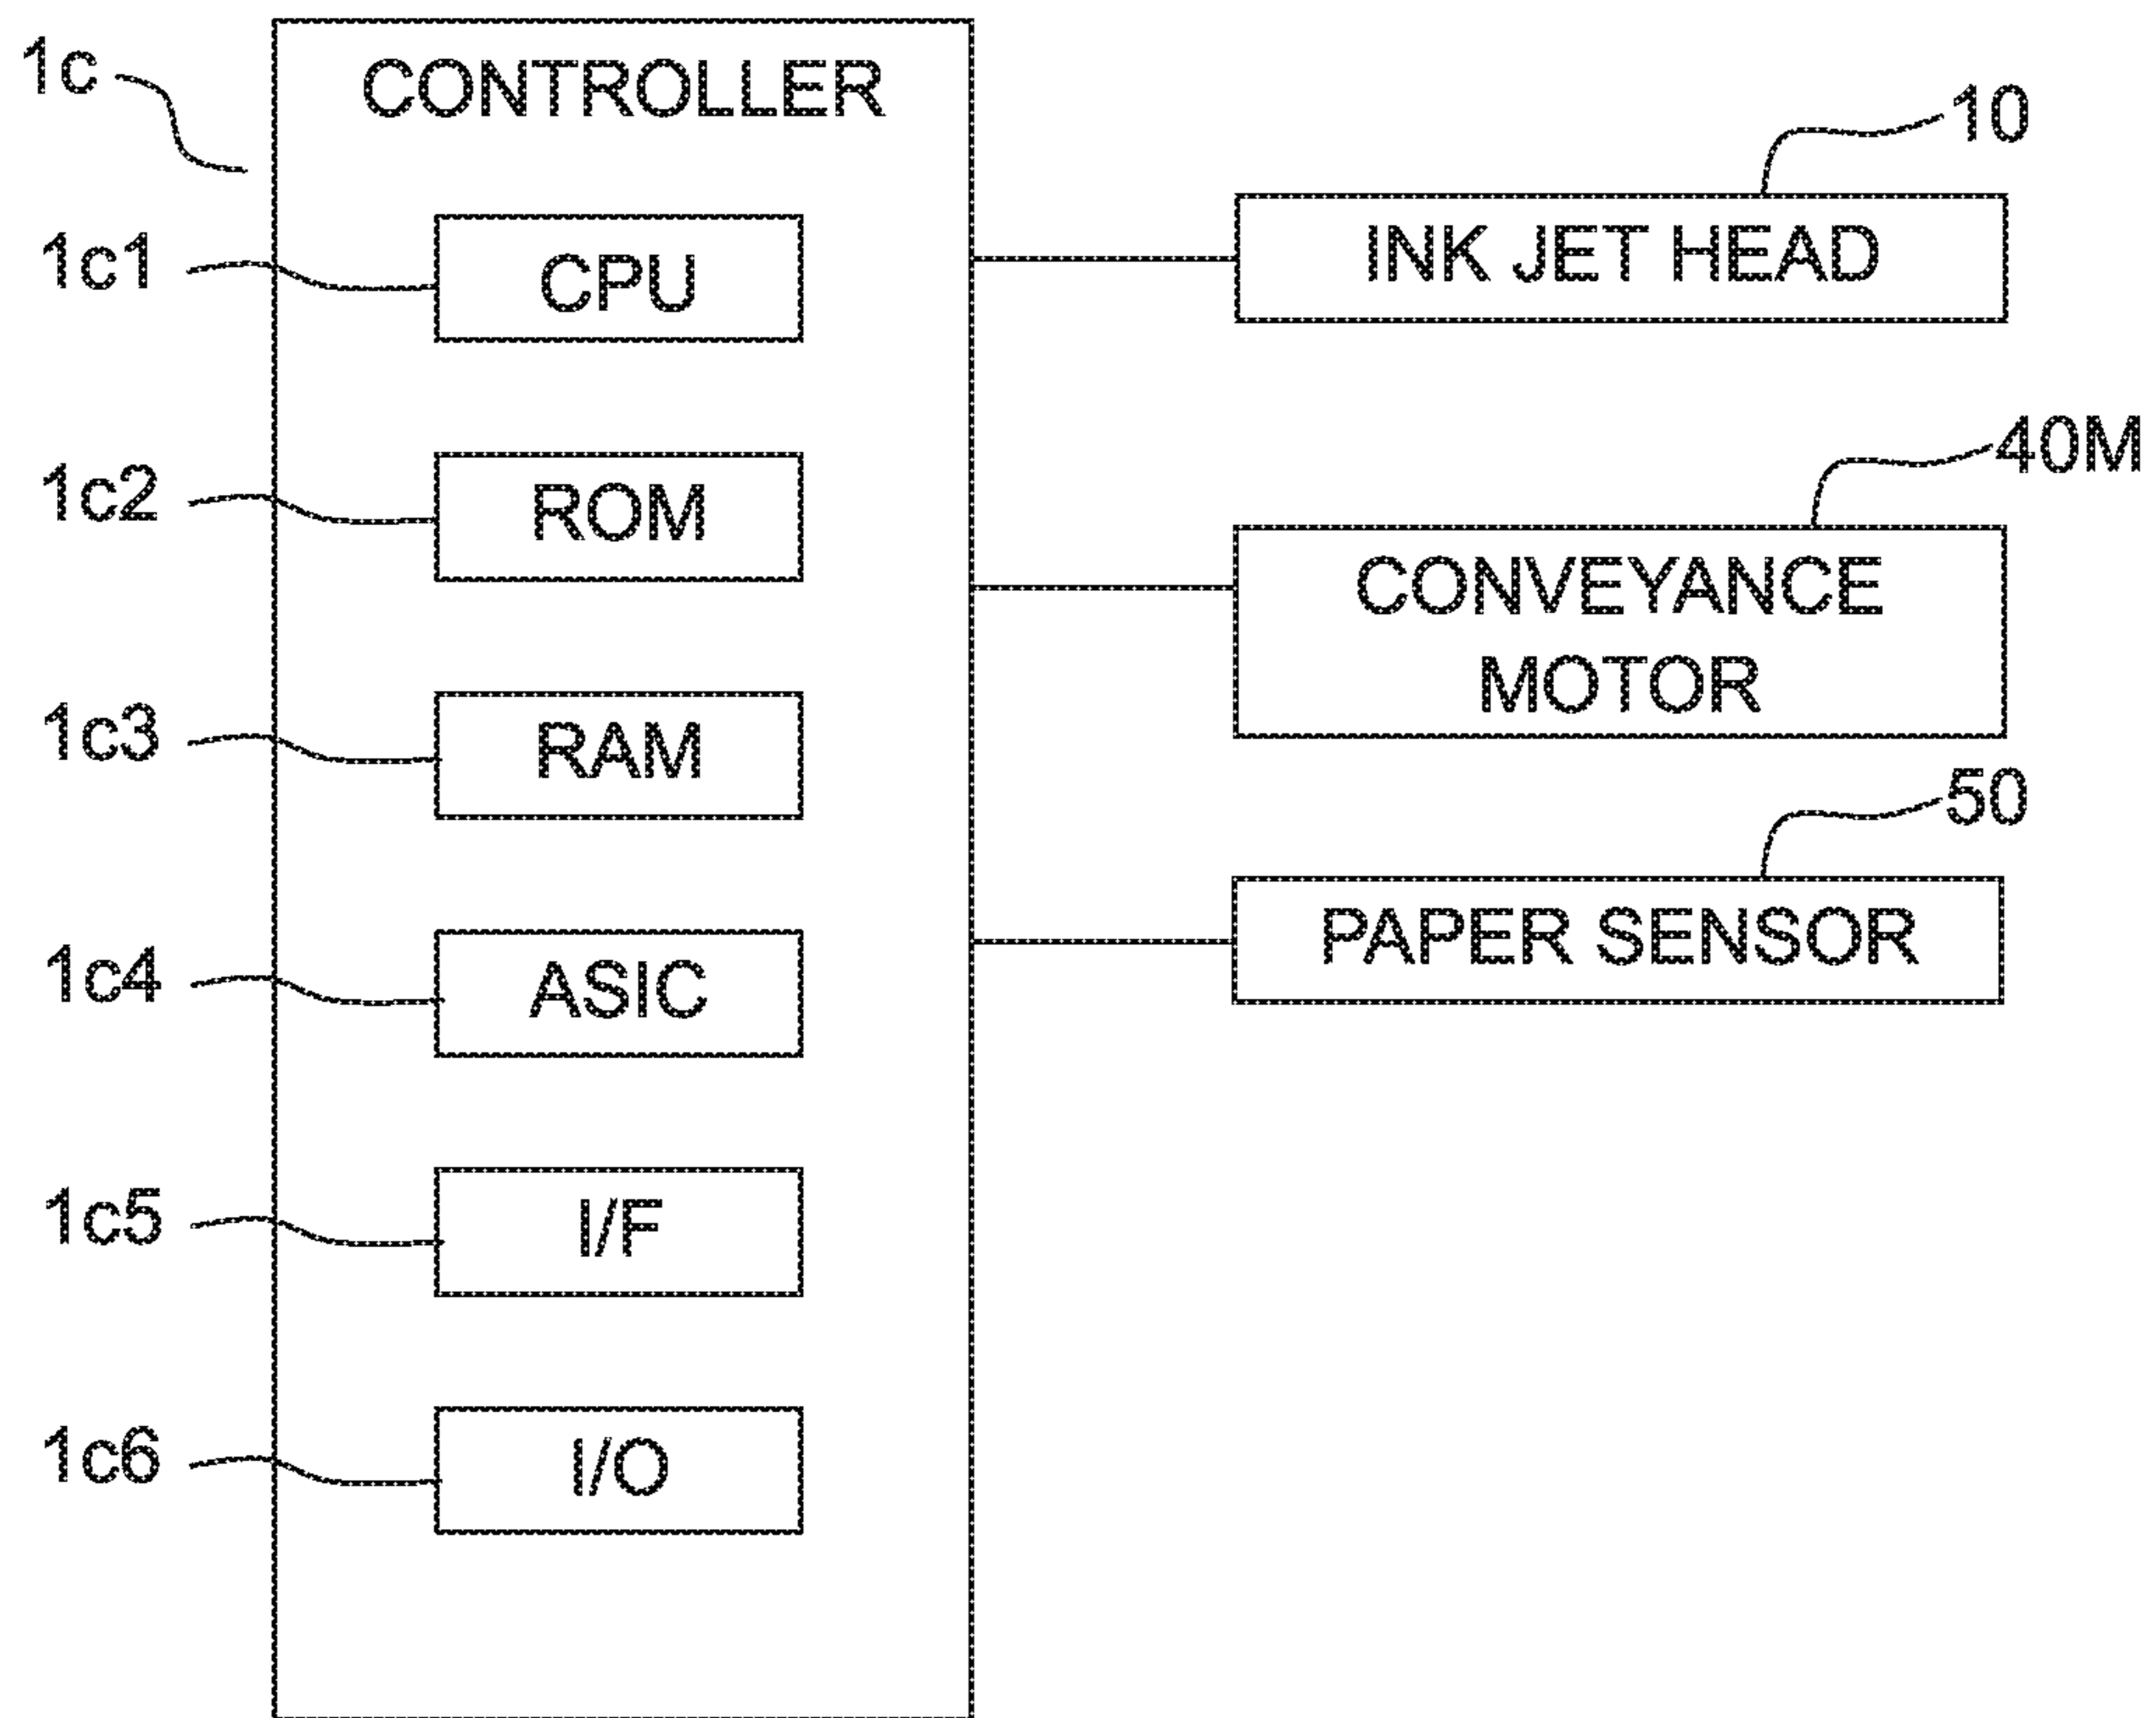 1c
CONTROLLER
1c1
CPU
1c2
ROM
1c3
RAM
1c4
ASIC
1c5
I/F
1c6
I/O
10
INK JET HEAD
40M
CONVEYANCE
MOTOR
50
PAPER SENSOR